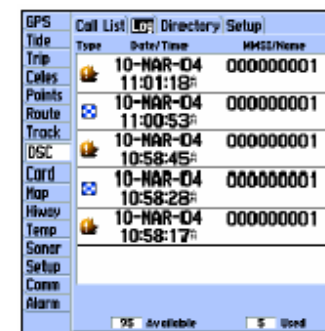 GPS
Tide
Trip
Celes
Points
Route
Track
DSC
Card
Map
Hiway
Temp
Sonar
Setup
Comm
Alarm
Call List Log Directory Setup
Type Date/Time MMSI/Name
10-MAR-04 000000001
11:01:18
10-MAR-04
11:00:53
10-MAR-04 000000001
10:58:45
10-MAR-04 000000001
10:58:28
10-MAR-04 000000001
10:58:17
95 Available 5 Used